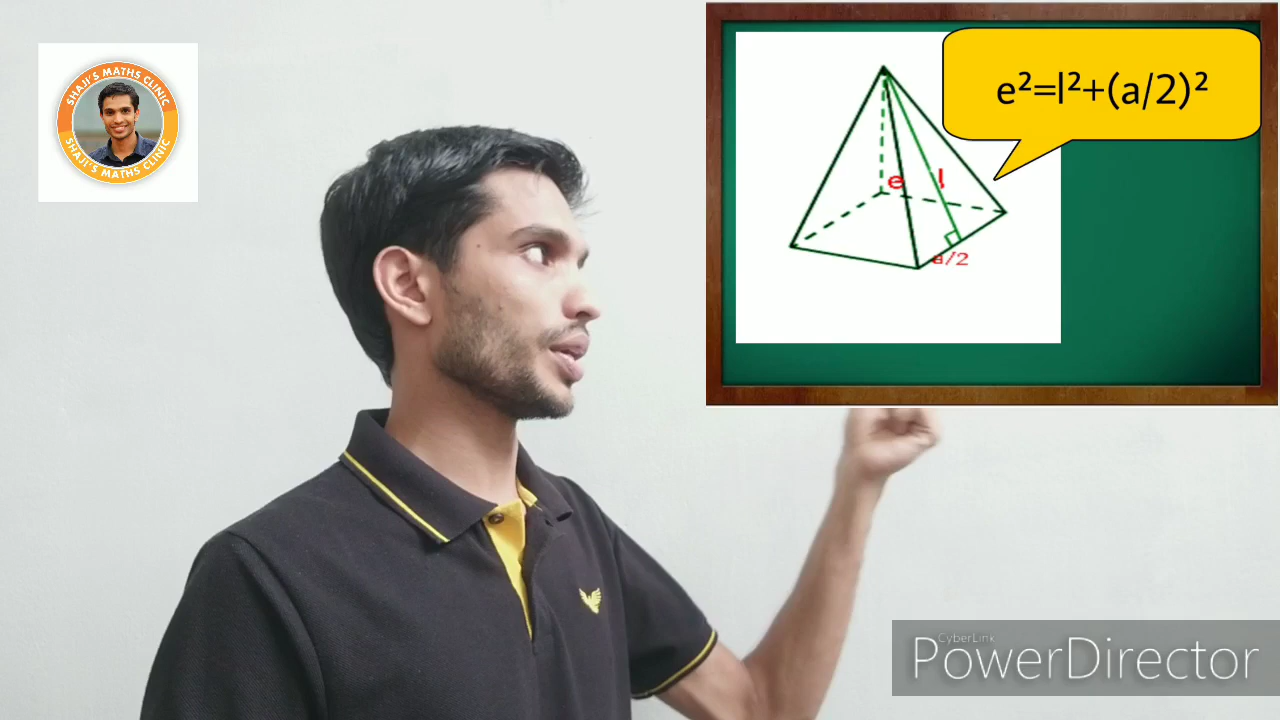 SHAJI'S MATHS CLINIC
SHAJI'S MATHS CLINIC
e²=l²+(a/2)²
e
l
a/2
CyberLink
PowerDirector